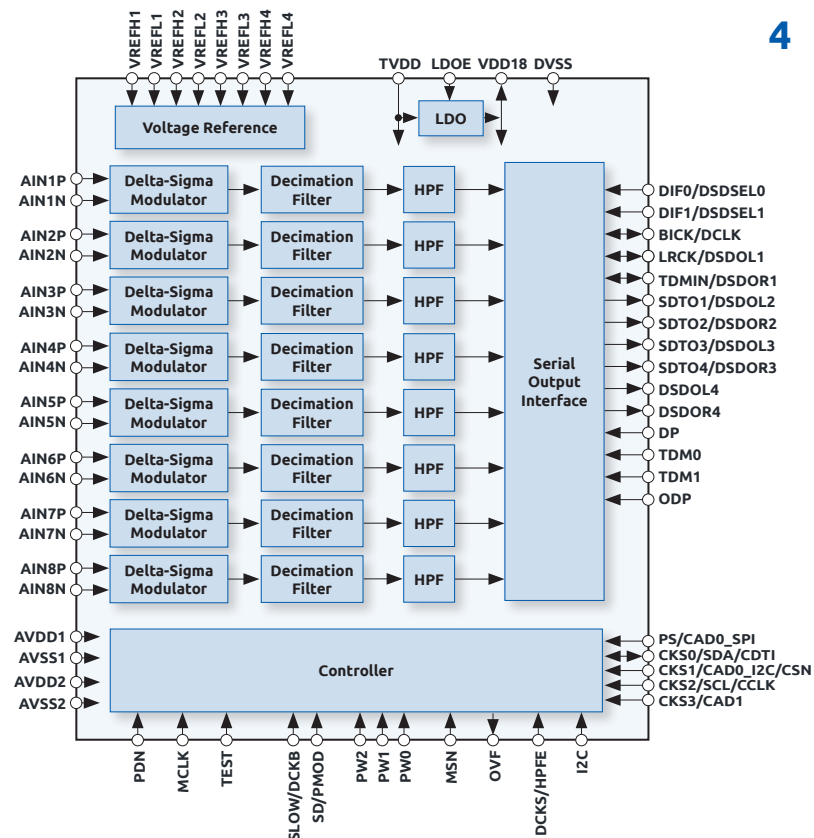 4
VREFH1
VREFL1
VREFH2
VREFL2
VREFH3
VREFL3
VREFH4
VREFL4
TVDD
LDOE
VDD18
DVSS
Voltage Reference
LDO
AIN1P
AIN1N
Delta-Sigma
Modulator
Decimation
Filter
HPF
AIN2P
AIN2N
Delta-Sigma
Modulator
Decimation
Filter
HPF
AIN3P
AIN3N
Delta-Sigma
Modulator
Decimation
Filter
HPF
AIN4P
AIN4N
Delta-Sigma
Modulator
Decimation
Filter
HPF
AIN5P
AIN5N
Delta-Sigma
Modulator
Decimation
Filter
HPF
AIN6P
AIN6N
Delta-Sigma
Modulator
Decimation
Filter
HPF
AIN7P
AIN7N
Delta-Sigma
Modulator
Decimation
Filter
HPF
AIN8P
AIN8N
Delta-Sigma
Modulator
Decimation
Filter
HPF
Serial
Output
Interface
DIF0/DSDSEL0
DIF1/DSDSEL1
BICK/DCLK
LRCK/DSDOL1
TDMIN/DSDOR1
SDTO1/DSDOL2
SDTO2/DSDOR2
SDTO3/DSDOL3
SDTO4/DSDOR3
DSDOL4
DSDOR4
DP
TDM0
TDM1
ODP
AVDD1
AVSS1
AVDD2
AVSS2
Controller
PS/CAD0_SPI
CKS0/SDA/CDTI
CKS1/CAD0_I2C/CSN
CKS2/SCL/CCLK
CKS3/CAD1
PDN
MCLK
TEST
SLOW/DCKB
SD/PMOD
PW2
PW1
PW0
MSN
OVF
DCKS/HPFE
I2C